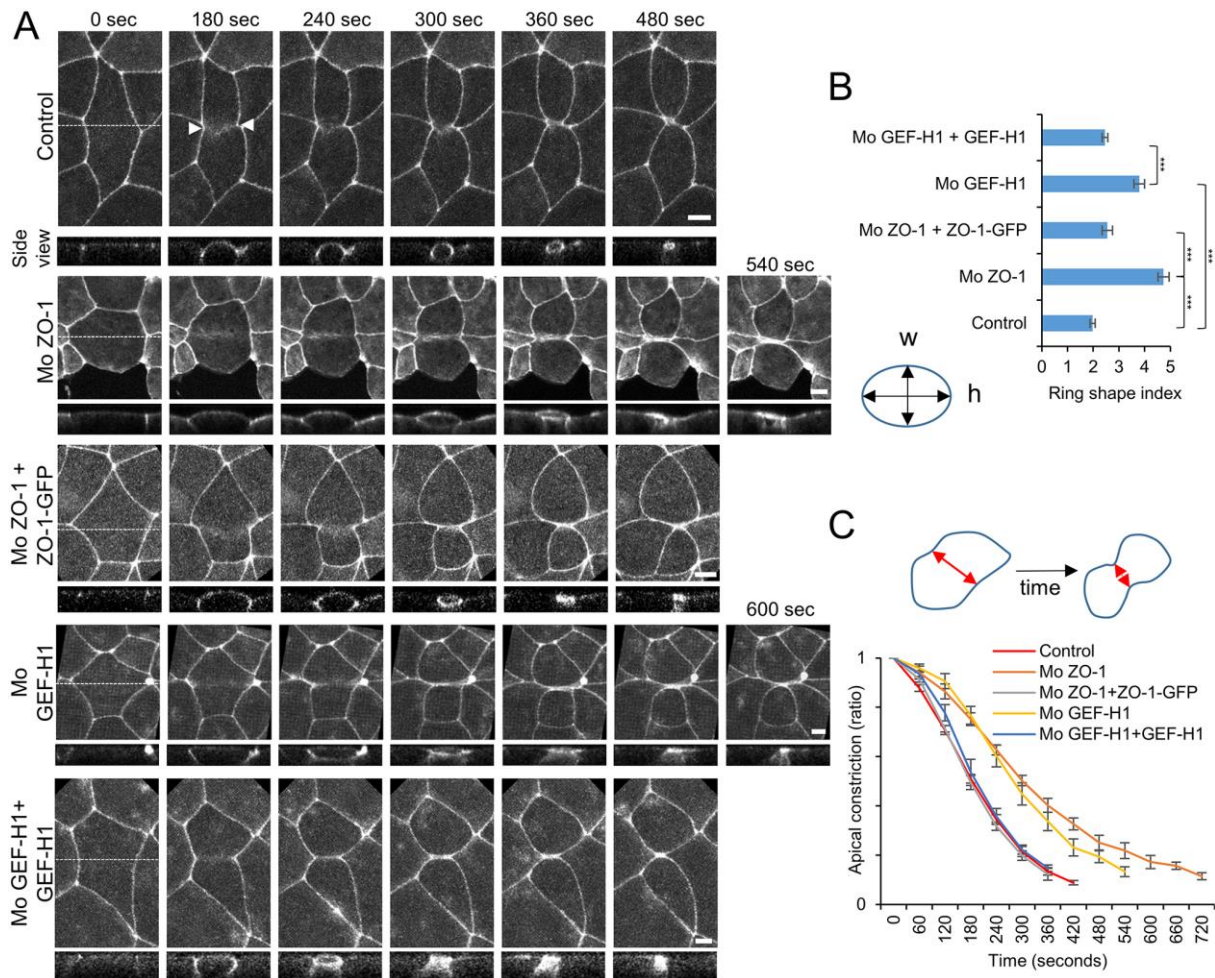 A
0 sec
180 sec
240 sec
300 sec
360 sec
480 sec
Control
Side
view
540 sec
Mo ZO-1
Mo ZO-1 +
ZO-1-GFP
600 sec
Mo
GEF-H1
Mo GEF-H1+
GEF-H1
B
Mo GEF-H1 + GEF-H1
Mo GEF-H1
Mo ZO-1 + ZO-1-GFP
Mo ZO-1
Control
***
***
***
***
0 1 2 3 4 5
Ring shape index
w
h
C
time
Control
Mo ZO-1
Mo ZO-1+ZO-1-GFP
Mo GEF-H1
Mo GEF-H1+GEF-H1
1
0
Apical constriction (ratio)
0 60 120 180 240 300 360 420 480 540 600 660 720
Time (seconds)